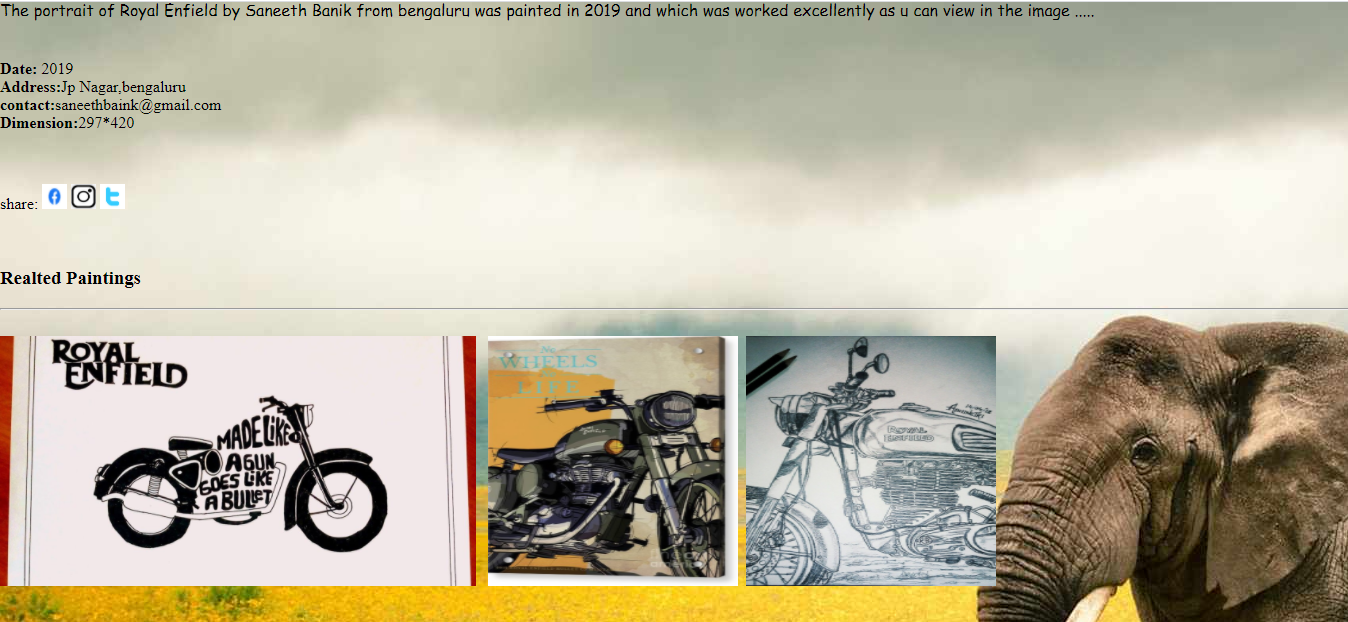 The portrait of Royal Enfield by Saneeth Banik from bengaluru was painted in 2019 and which was worked excellently as u can view in the image .....
Date: 2019
Address:Jp Nagar,bengaluru
contact:saneethbaink@gmail.com
Dimension:297*420
share:
Realted Paintings
ROYAL
ENFIELD
MADE LIKE
A GUN
GOES LIKE
A BULLET
No
WHEELS
LIFE
ROYAL
ENFIELD